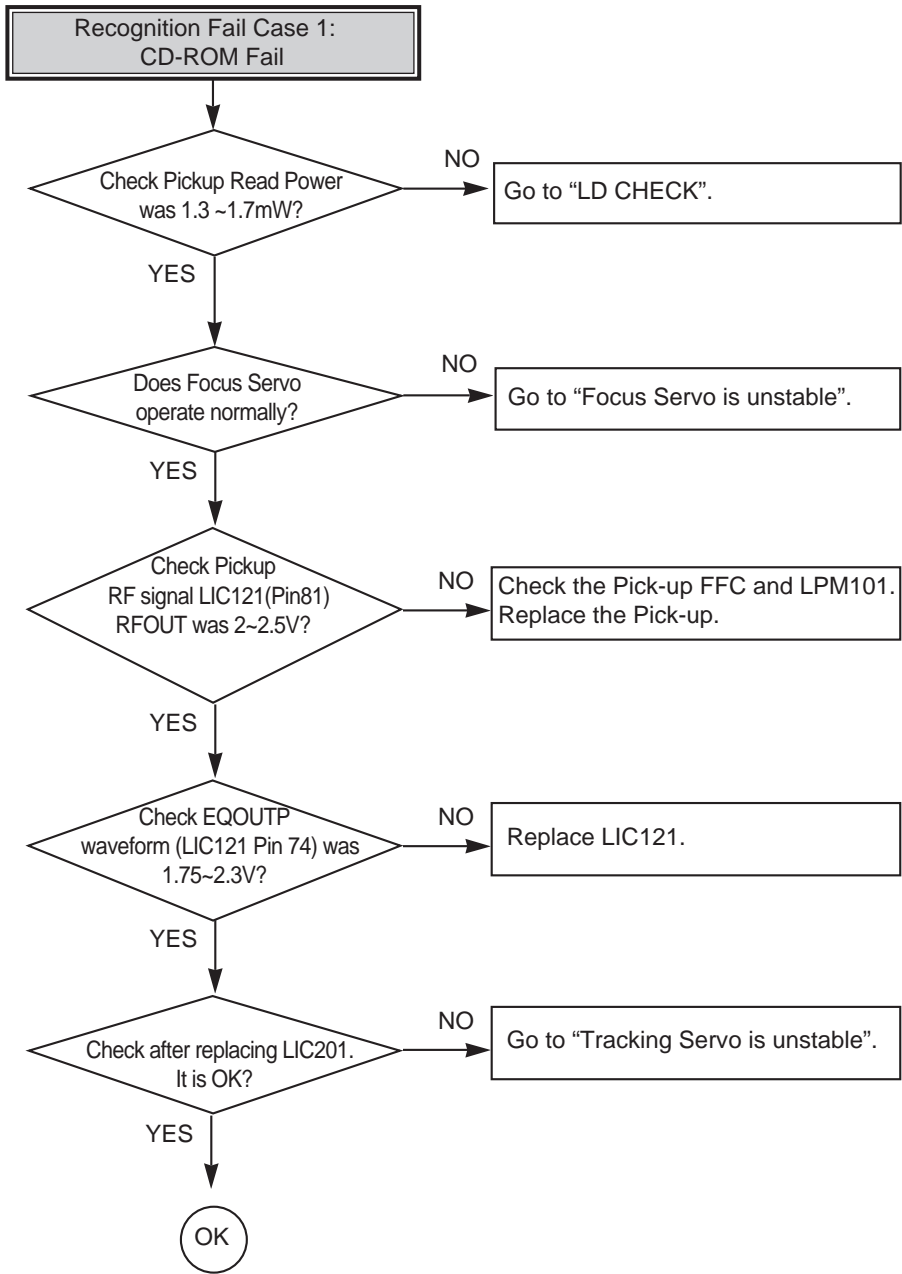 Recognition Fail Case 1:
CD-ROM Fail
Check Pickup Read Power
was 1.3 ~1.7mW?
NO
Go to “LD CHECK”.
YES
Does Focus Servo
operate normally?
NO
Go to “Focus Servo is unstable”.
YES
Check Pickup
RF signal LIC121(Pin81)
RFOUT was 2~2.5V?
NO
Check the Pick-up FFC and LPM101.
Replace the Pick-up.
YES
Check EQOUTP
waveform (LIC121 Pin 74) was
1.75~2.3V?
NO
Replace LIC121.
YES
Check after replacing LIC201.
It is OK?
NO
Go to “Tracking Servo is unstable”.
YES
OK